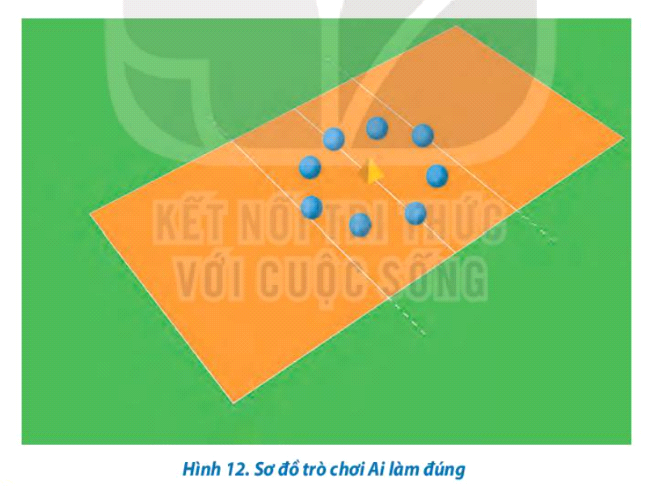 KẾT NỐI TRI THỨC
VỚI CUỘC SỐNG
Hình 12. Sơ đồ trò chơi Ai làm đúng